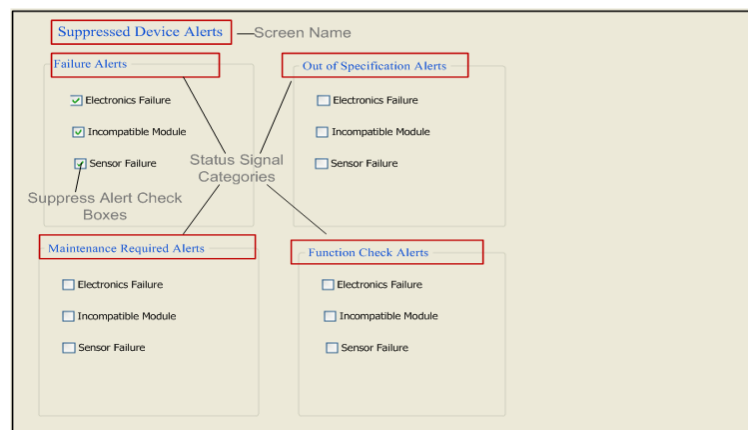 Suppressed Device Alerts
Screen Name
Failure Alerts
Electronics Failure
Incompatible Module
Sensor Failure
Out of Specification Alerts
Electronics Failure
Incompatible Module
Sensor Failure
Status Signal
Categories
Suppress Alert Check
Boxes
Maintenance Required Alerts
Electronics Failure
Incompatible Module
Sensor Failure
Function Check Alerts
Electronics Failure
Incompatible Module
Sensor Failure